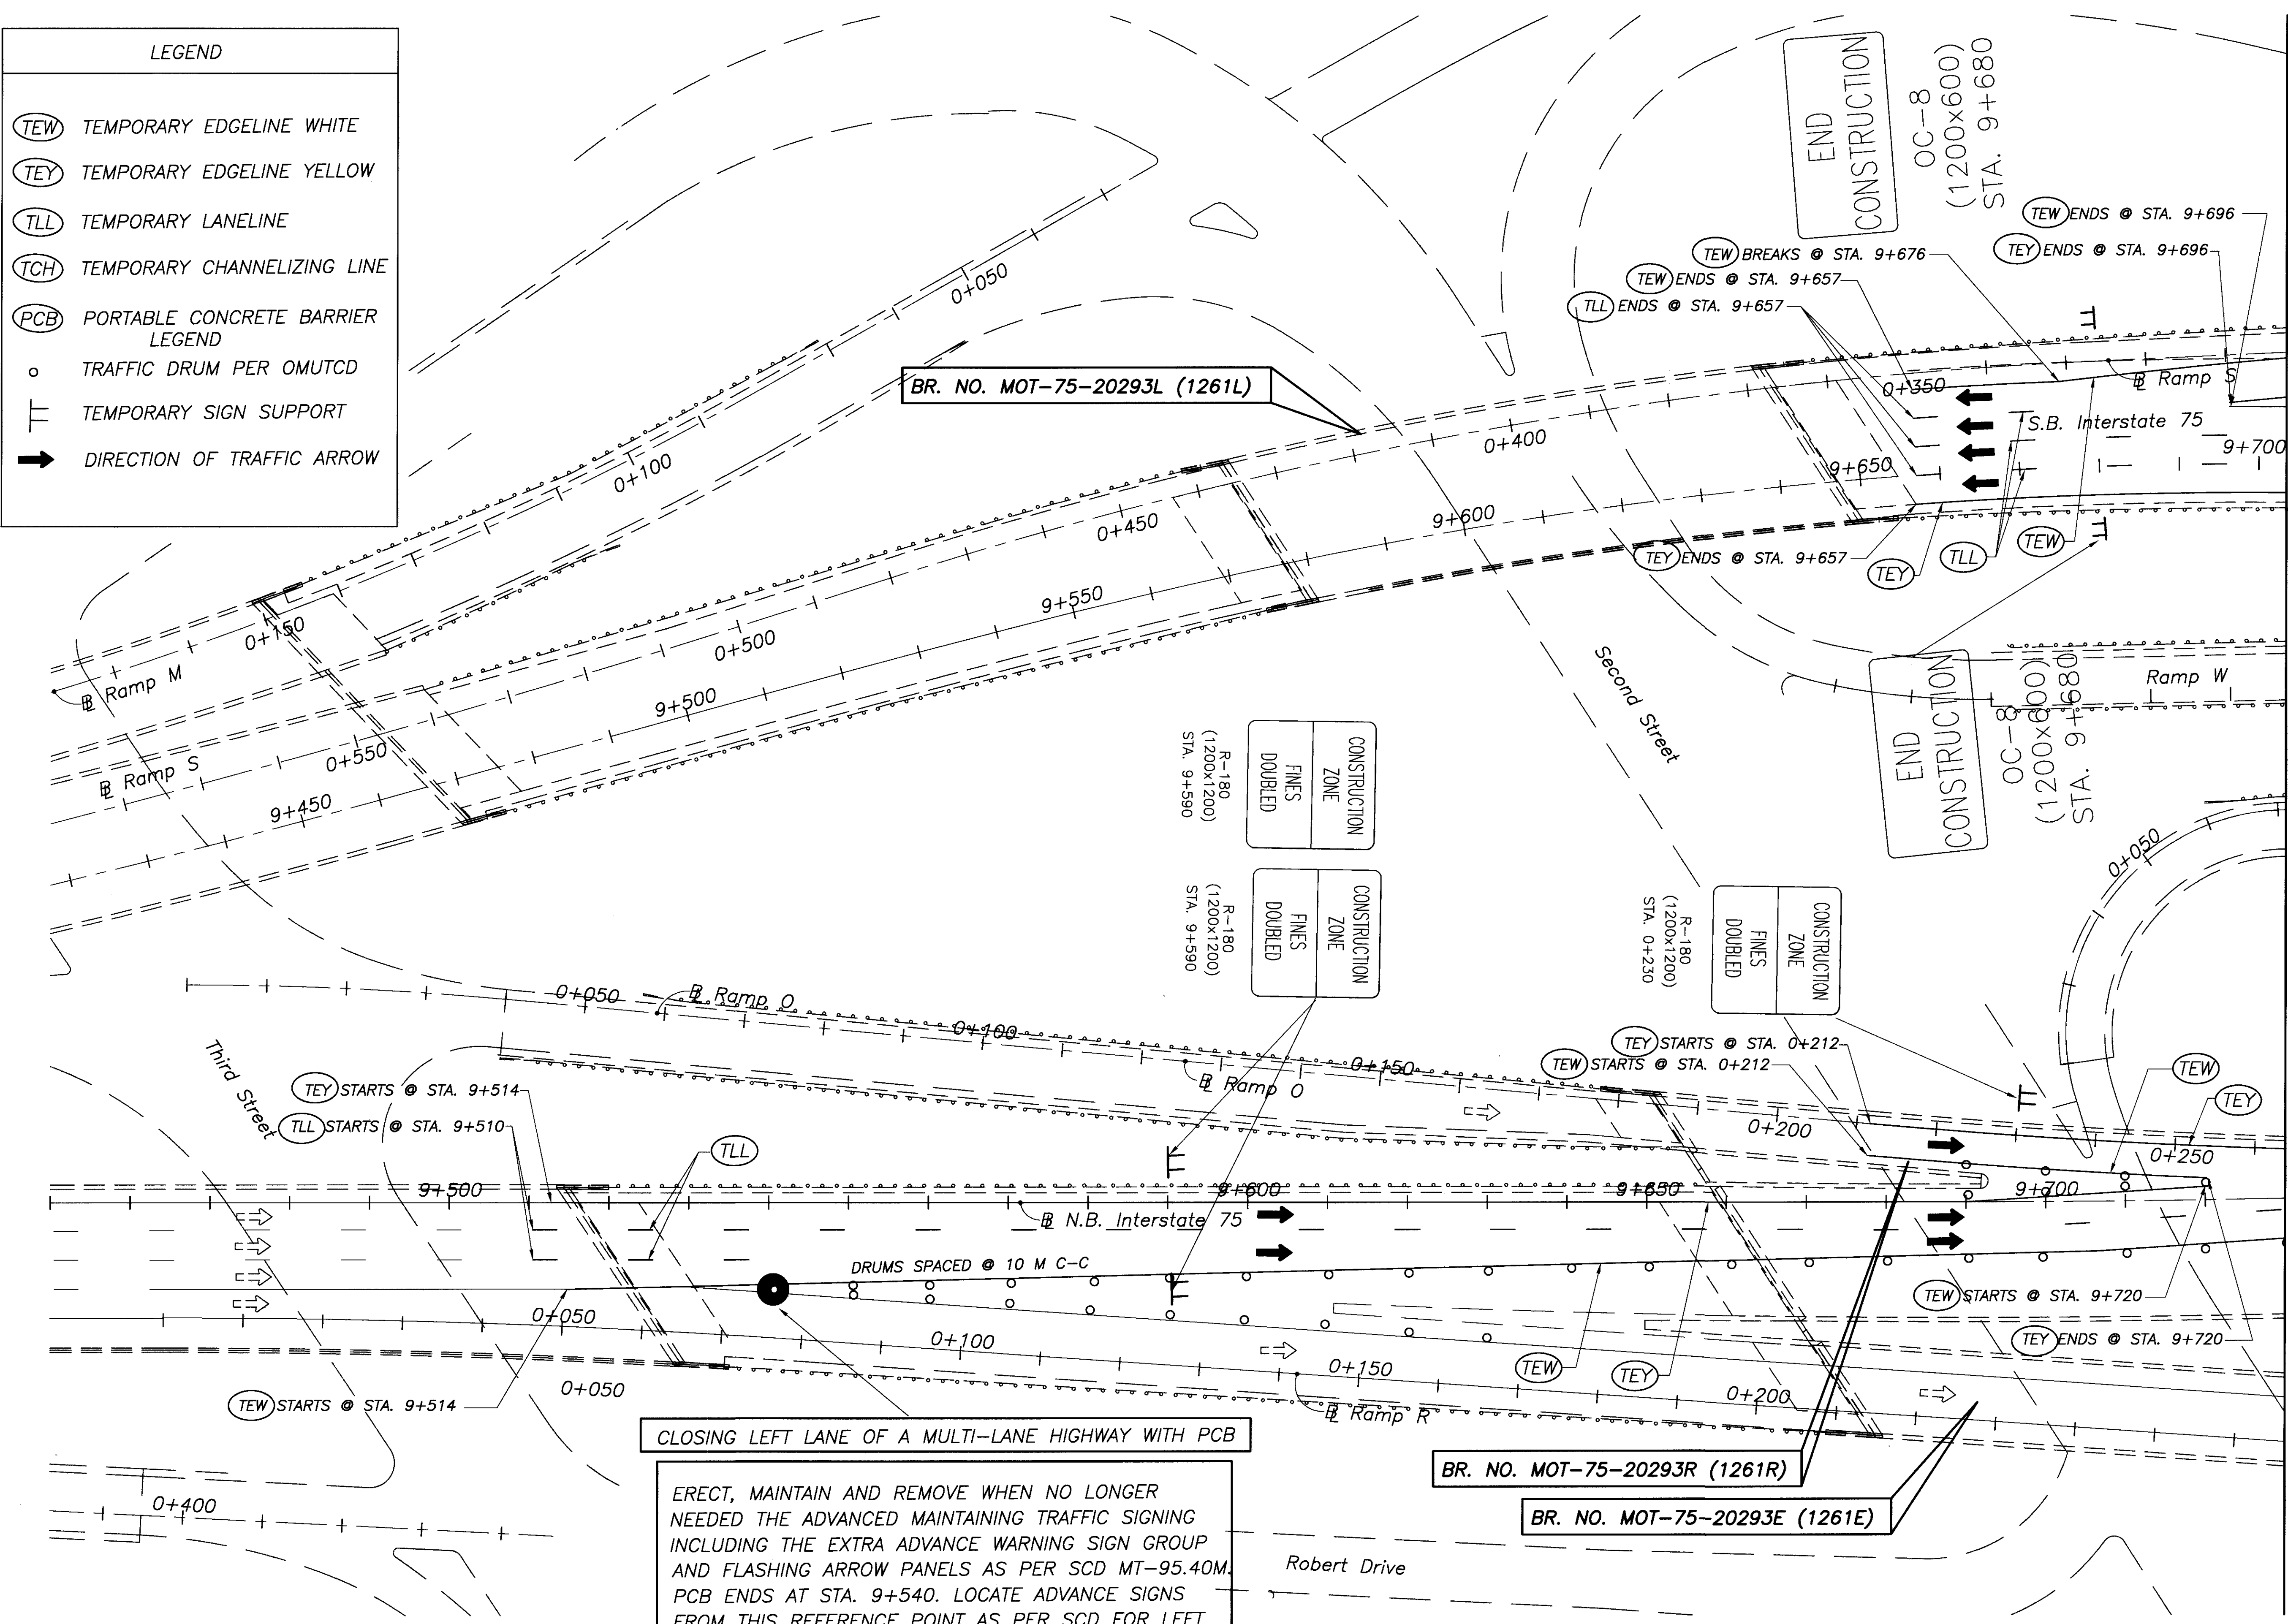 LEGEND
TEW TEMPORARY EDGELINE WHITE
TEY TEMPORARY EDGELINE YELLOW
TLL TEMPORARY LANELINE
TCH TEMPORARY CHANNELIZING LINE
PCB PORTABLE CONCRETE BARRIER
LEGEND
TRAFFIC DRUM PER OMUTCD
TEMPORARY SIGN SUPPORT
DIRECTION OF TRAFFIC ARROW
END
CONSTRUCTION
OC-8
(1200x600)
STA. 9+680
TEW ENDS @ STA. 9+696
TEY ENDS @ STA. 9+696
TEW BREAKS @ STA. 9+676
TEW ENDS @ STA. 9+657
TLL ENDS @ STA. 9+657
BR. NO. MOT-75-20293L (1261L)
0+050
0+100
0+150
0+350
Ramp S
S.B. Interstate 75
9+700
0+400
9+650
0+450
9+600
TEY ENDS @ STA. 9+657
TEY
TLL
TEW
9+550
0+500
9+500
0+550
9+450
Ramp M
Ramp S
Second Street
Ramp W
END
CONSTRUCTION
OC-8
(1200x600)
STA. 9+680
CONSTRUCTION
ZONE
FINES
DOUBLED
R-180
(1200x1200)
STA. 9+590
CONSTRUCTION
ZONE
FINES
DOUBLED
R-180
(1200x1200)
STA. 9+590
CONSTRUCTION
ZONE
FINES
DOUBLED
R-180
(1200x1200)
STA. 0+230
0+050
0+050
Ramp O
0+100
0+150
Ramp O
TEY STARTS @ STA. 0+212
TEW STARTS @ STA. 0+212
TEW
TEY
0+200
0+250
Third Street
TEY STARTS @ STA. 9+514
TLL STARTS @ STA. 9+510
TLL
9+500
9+600
9+650
9+700
N.B. Interstate 75
DRUMS SPACED @ 10 M C-C
TEW STARTS @ STA. 9+720
TEY ENDS @ STA. 9+720
0+050
0+100
0+150
0+200
TEW
TEY
0+050
Ramp R
TEW STARTS @ STA. 9+514
CLOSING LEFT LANE OF A MULTI-LANE HIGHWAY WITH PCB
BR. NO. MOT-75-20293R (1261R)
BR. NO. MOT-75-20293E (1261E)
0+400
ERECT, MAINTAIN AND REMOVE WHEN NO LONGER
NEEDED THE ADVANCED MAINTAINING TRAFFIC SIGNING
INCLUDING THE EXTRA ADVANCE WARNING SIGN GROUP
AND FLASHING ARROW PANELS AS PER SCD MT-95.40M.
PCB ENDS AT STA. 9+540. LOCATE ADVANCE SIGNS
FROM THIS REFERENCE POINT AS PER SCD FOR LEFT
Robert Drive